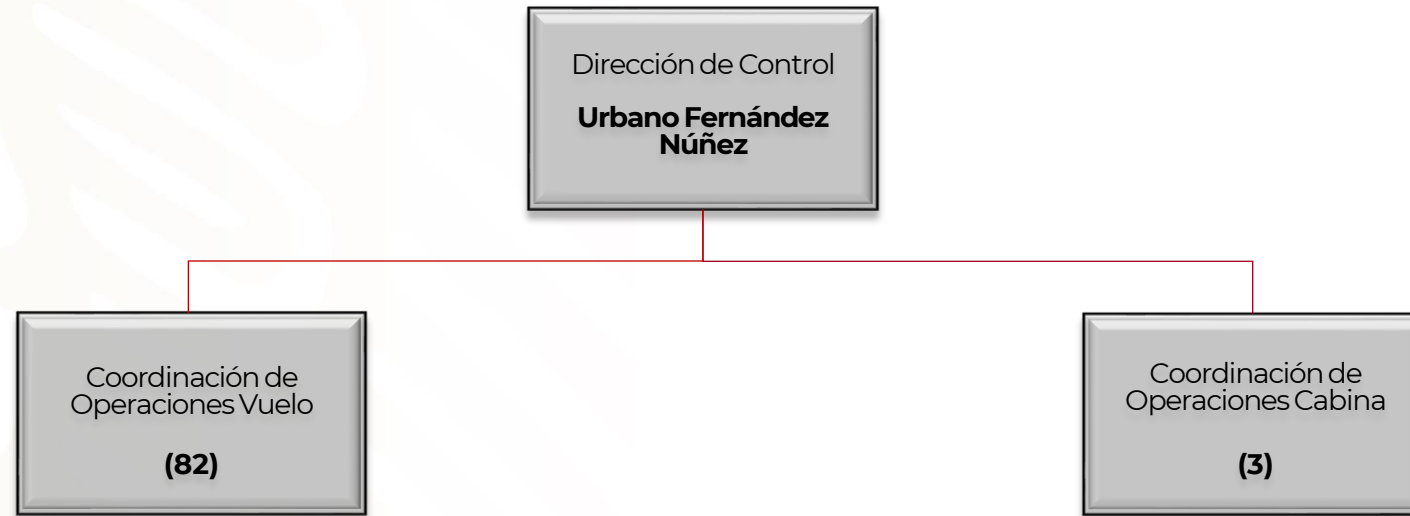 Dirección de Control
Urbano Fernández
Núñez
Coordinación de
Operaciones Vuelo
(82)
Coordinación de
Operaciones Cabina
(3)